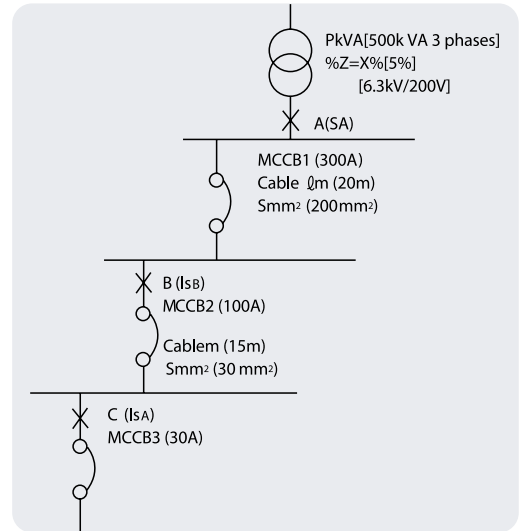 PkVA[500k VA 3 phases]
%Z=X%[5%]
[6.3kV/200V]
A(SA)
MCCB1 (300A)
Cable ℓm (20m)
Smm² (200mm²)
B (IsB)
MCCB2 (100A)
Cablem (15m)
Smm² (30 mm²)
C (IsA)
MCCB3 (30A)